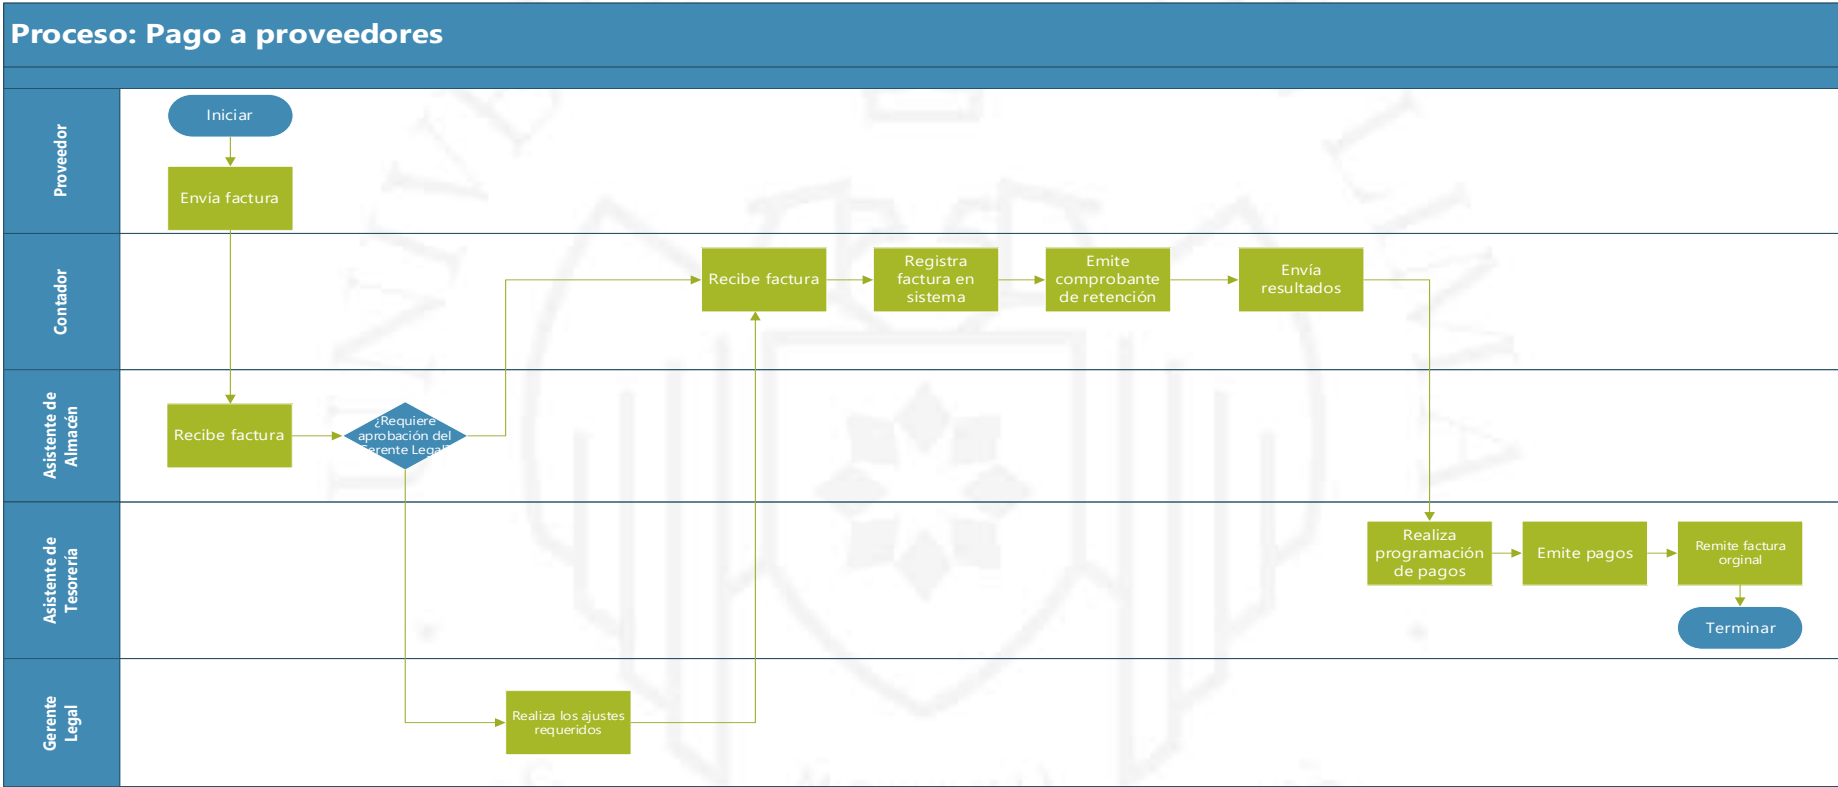 Proceso: Pago a proveedores
Proveedor
Iniciar
Envía factura
Contador
Recibe factura
Registra
factura en
sistema
Emite
comprobante
de retención
Envía
resultados
Asistente de
Almacén
Recibe factura
¿Requiere
aprobación del
Gerente Legal?
Asistente de
Tesorería
Realiza
programación
de pagos
Emite pagos
Remite factura
orginal
Terminar
Gerente
Legal
Realiza los ajustes
requeridos